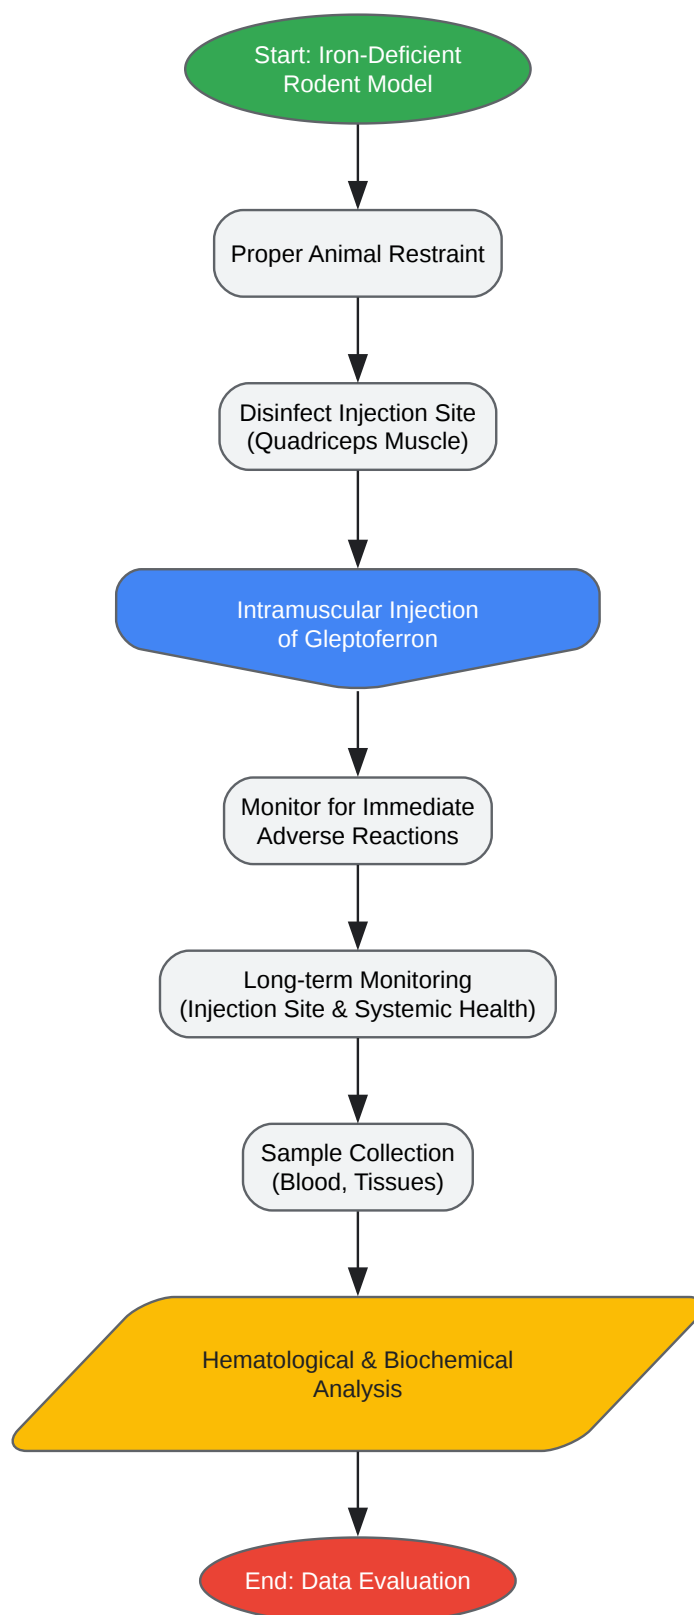 Start: Iron-Deficient
Rodent Model
Proper Animal Restraint
Disinfect Injection Site
(Quadriceps Muscle)
Intramuscular Injection
of Gleptoferron
Monitor for Immediate
Adverse Reactions
Long-term Monitoring
(Injection Site & Systemic Health)
Sample Collection
(Blood, Tissues)
Hematological & Biochemical
Analysis
End: Data Evaluation